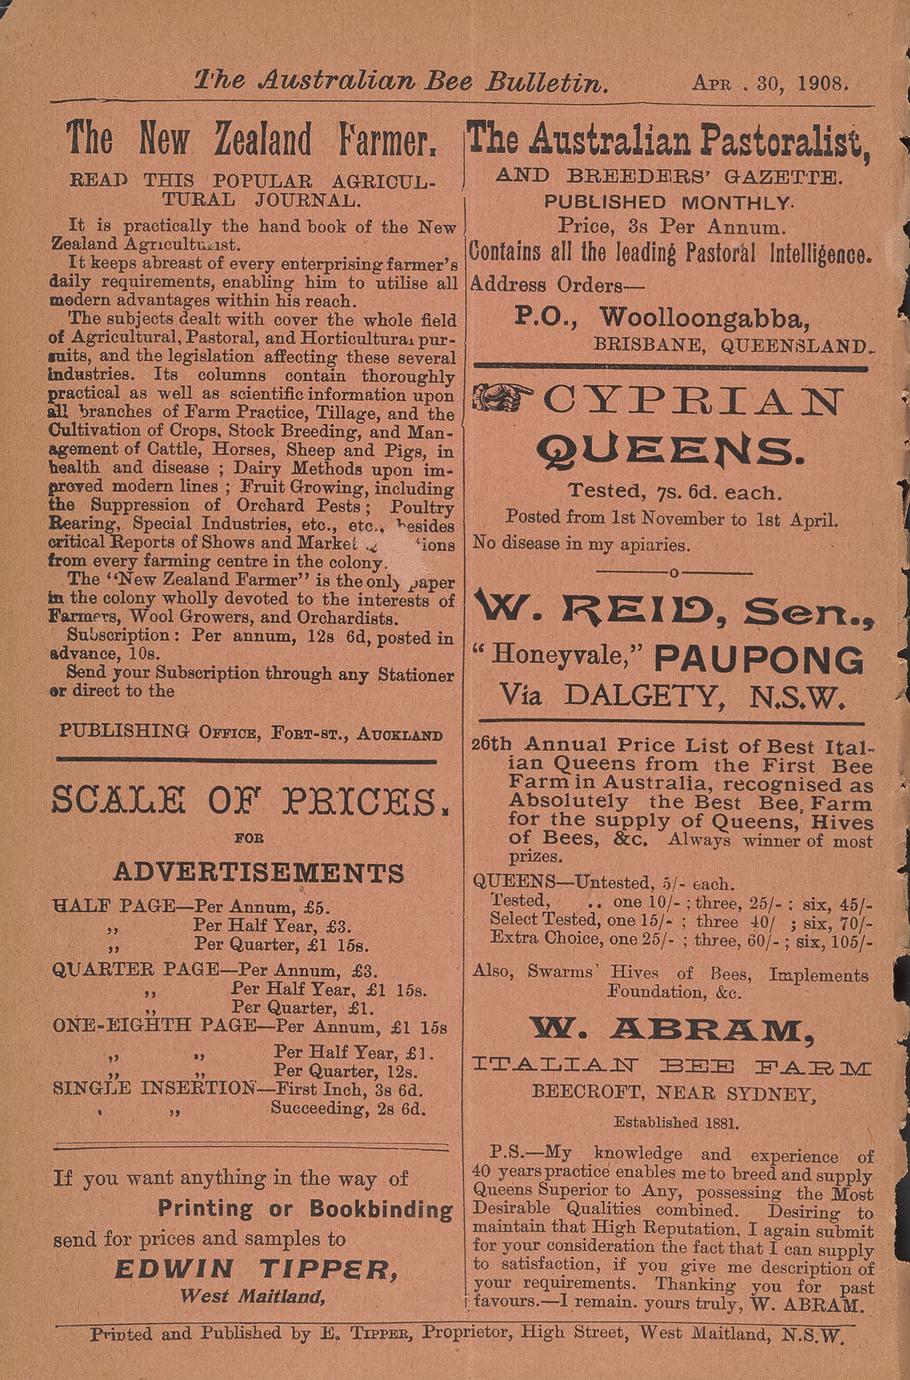 The Australian Bee Bulletin. APR . 30, 1908.
The New Zealand Farmer.
READ THIS POPULAR AGRICUL-
TURAL JOURNAL.
It is practically the hand book of the New
Zealand Agriculturist.
It keeps abreast of every enterprising farmer's
daily requirements, enabling him to utilise all
modern advantages within his reach.
The subjects dealt with cover the whole field
of Agricultural, Pastoral, and Horticultural pur-
suits, and the legislation affecting these several
industries. Its columns contain thoroughly
practical as well as scientific information upon
all branches of Farm Practice, Tillage, and the
Cultivation of Crops, Stock Breeding, and Man-
agement of Cattle, Horses, Sheep and Pigs, in
health and disease ; Dairy Methods upon im-
proved modern lines ; Fruit Growing, including
the Suppression of Orchard Pests ; Poultry
Rearing, Special Industries, etc., etc., besides
critical Reports of Shows and Market
from every farming centre in the colony.
The "New Zealand Farmer" is the only paper
in the colony wholly devoted to the interests of
Farmers, Wool Growers, and Orchardists.
Subscription : Per annum, 12s 6d, posted in
advance, 10s.
Send your Subscription through any Stationer
or direct to the
PUBLISHING OFFICE, FORT-ST., AUCKLAND
SCALE OF PRICES.
FOR
ADVERTISEMENTS
HALF PAGE—Per Annum, £5.
,, Per Half Year, £3.
,, Per Quarter, £1 15s.
QUARTER PAGE—Per Annum, £3.
,, Per Half Year, £1 15s.
,, Per Quarter, £1.
ONE-EIGHTH PAGE—Per Annum, £1 15s
,, ,, Per Half Year, £1.
,, ,, Per Quarter, 12s.
SINGLE INSERTION—First Inch, 3s 6d.
, ,, Succeeding, 2s 6d.
If you want anything in the way of
Printing or Bookbinding
send for prices and samples to
EDWIN TIPPER,
West Maitland,
The Australian Pastoralist,
AND BREEDERS' GAZETTE.
PUBLISHED MONTHLY.
Price, 3s Per Annum.
Contains all the leading Pastoral Intelligence.
Address Orders—
P.O., Woolloongabba,
BRISBANE, QUEENSLAND.
CYPRIAN
QUEENS.
Tested, 7s. 6d. each.
Posted from 1st November to 1st April.
No disease in my apiaries.
o
W. REID, Sen.,
"Honeyvale," PAUPONG
Via DALGETY, N.S.W.
26th Annual Price List of Best Ital-
ian Queens from the First Bee
Farm in Australia, recognised as
Absolutely the Best Bee Farm
for the supply of Queens, Hives
of Bees, &c. Always winner of most
prizes.
QUEENS—Untested, 5/- each.
Tested, .. one 10/- ; three, 25/- ; six, 45/-
Select Tested, one 15/- ; three 40/ ; six, 70/-
Extra Choice, one 25/- ; three, 60/- ; six, 105/-
Also, Swarms' Hives of Bees, Implements
Foundation, &c.
W. ABRAM,
ITALIAN BEE FARM
BEECROFT, NEAR SYDNEY,
Established 1881.
P.S.—My knowledge and experience of
40 years practice enables me to breed and supply
Queens Superior to Any, possessing the Most
Desirable Qualities combined. Desiring to
maintain that High Reputation, I again submit
for your consideration the fact that I can supply
to satisfaction, if you give me description of
your requirements. Thanking you for past
favours.—I remain. yours truly, W. ABRAM.
Printed and Published by E. TIPPER, Proprietor, High Street, West Maitland, N.S.W.